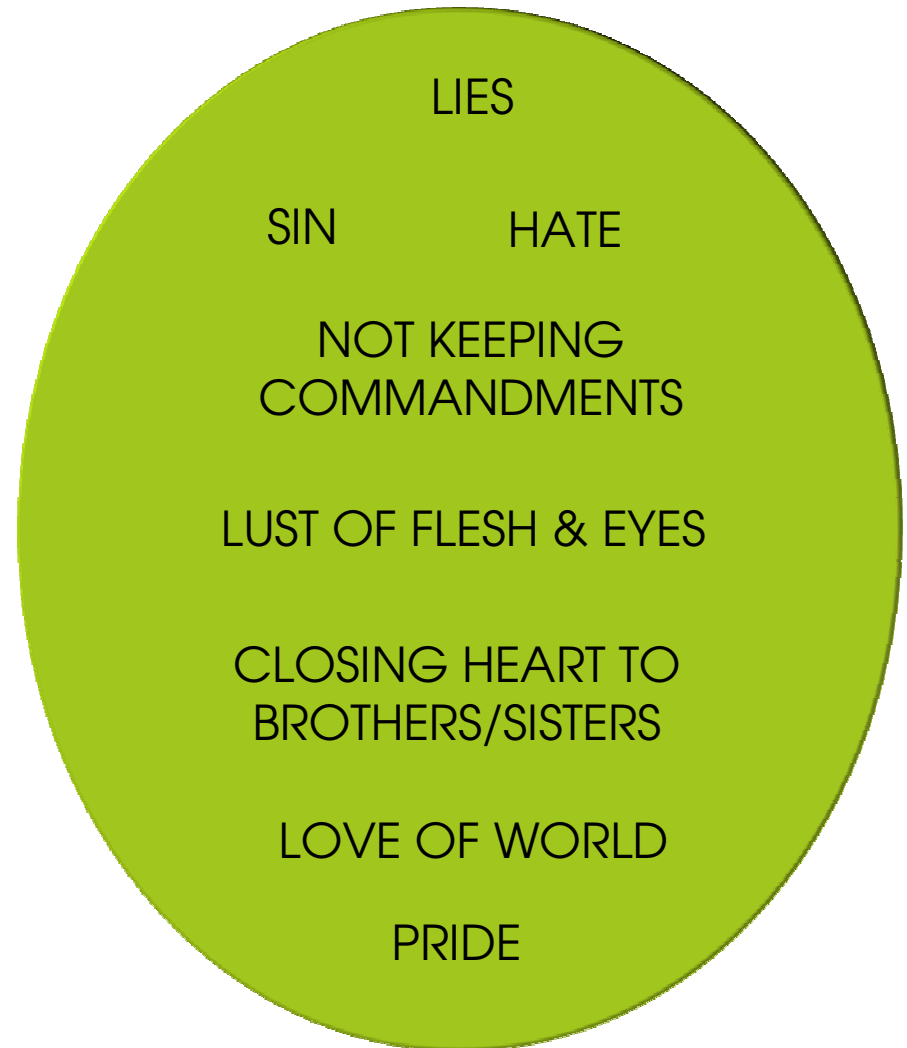 LIES
SIN HATE
NOT KEEPING
COMMANDMENTS
LUST OF FLESH & EYES
CLOSING HEART TO
BROTHERS/SISTERS
LOVE OF WORLD
PRIDE